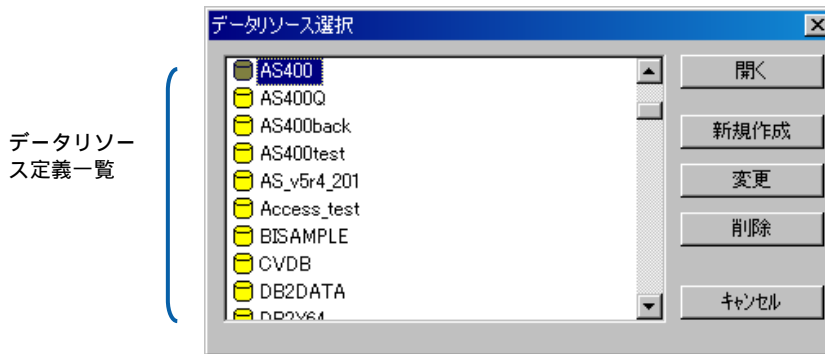 データリソース選択
データリソー
ス定義一覧
AS400
AS400Q
AS400back
AS400test
AS_v5r4_201
Access_test
BISAMPLE
CVDB
DB2DATA
開く
新規作成
変更
削除
キャンセル